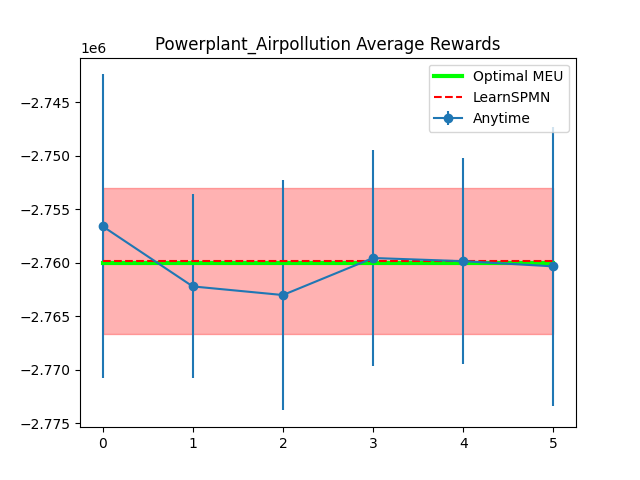 Powerplant_Airpollution Average Rewards
1e6
Optimal MEU
LearnSPMN
Anytime
−2.745
−2.750
−2.755
−2.760
−2.765
−2.770
−2.775
0 1 2 3 4 5